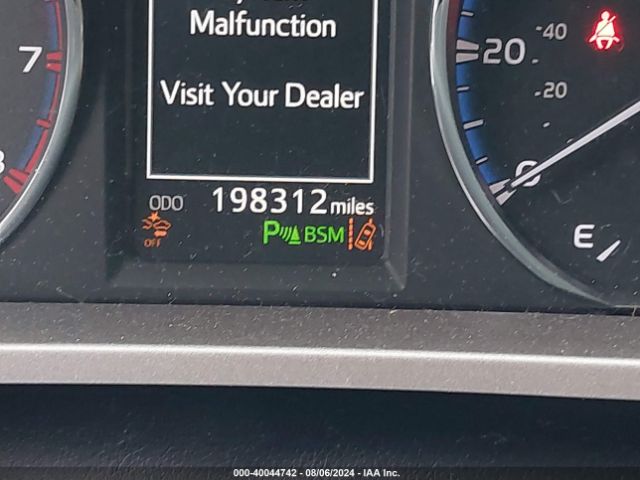 Malfunction
Visit Your Dealer
7
20
-40
-20
0
ODO 198312 miles
OFF
P BSM
E
000-40044742 - 08/06/2024 - IAA Inc.